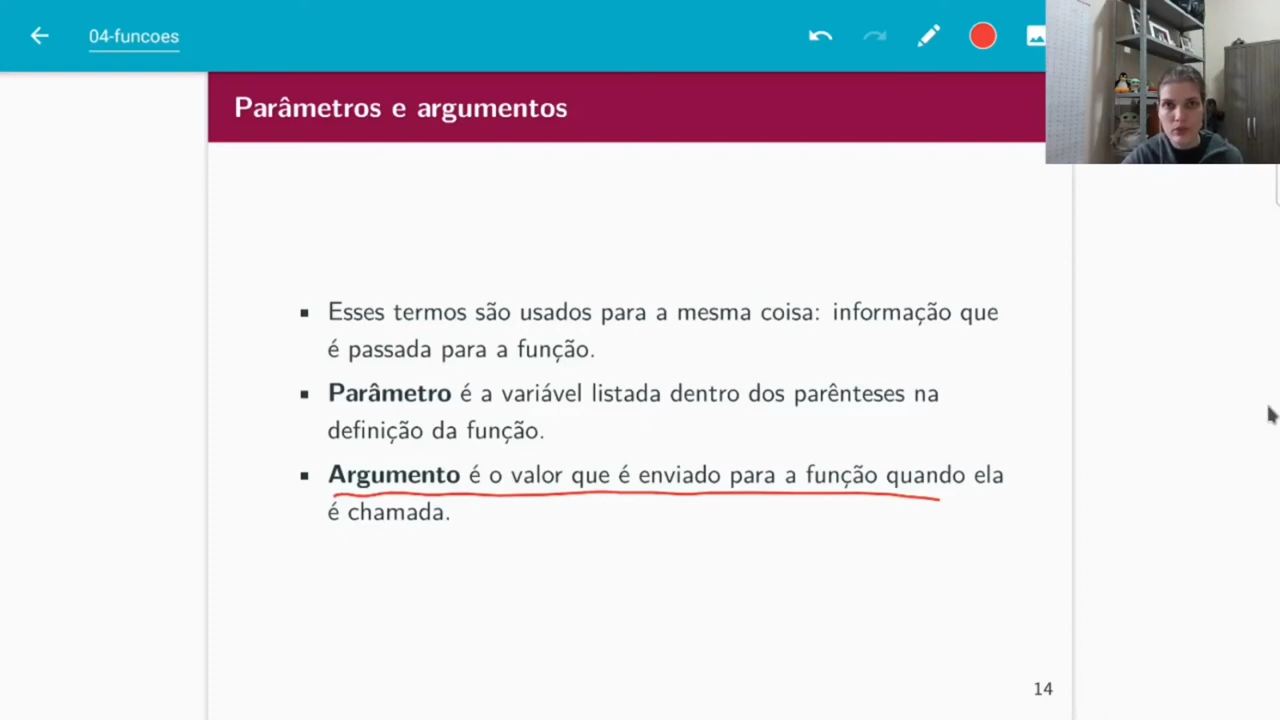 04-funcoes
Parâmetros e argumentos
▪ Esses termos são usados para a mesma coisa: informação que
é passada para a função.
▪ Parâmetro é a variável listada dentro dos parênteses na
definição da função.
▪ Argumento é o valor que é enviado para a função quando ela
é chamada.
14